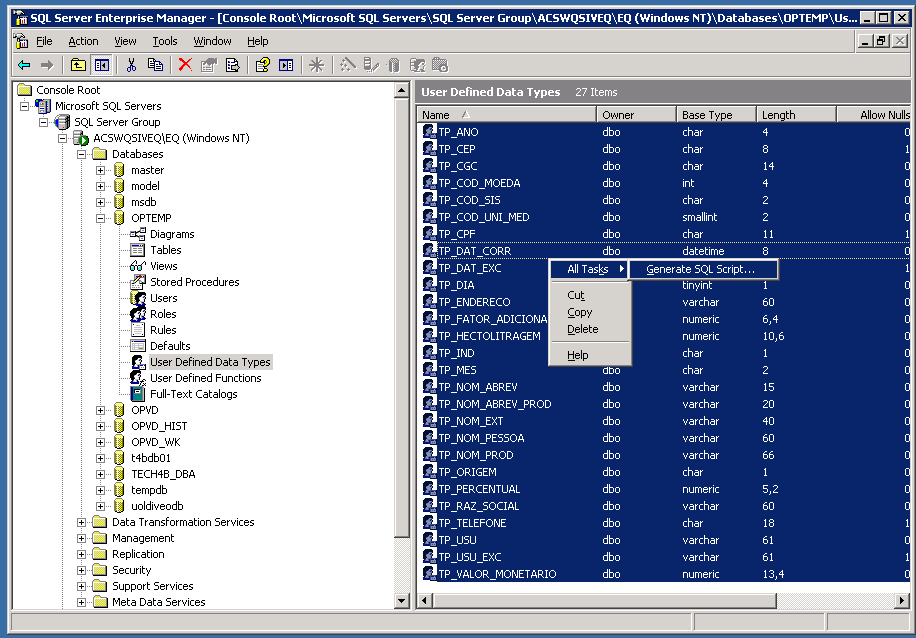 SQL Server Enterprise Manager - [Console Root\Microsoft SQL Servers\SQL Server Group\ACSWQSIVEQ\EQ (Windows NT)\Databases\OPTEMP\Us...
File Action View Tools Window Help
Console Root
Microsoft SQL Servers
SQL Server Group
ACSWQSIVEQ\EQ (Windows NT)
Databases
master
model
msdb
OPTEMP
Diagrams
Tables
Views
Stored Procedures
Users
Roles
Rules
Defaults
User Defined Data Types
User Defined Functions
Full-Text Catalogs
OPVD
OPVD_HIST
OPVD_WK
t4bdb01
TECH4B_DBA
tempdb
uoldiveodb
Data Transformation Services
Management
Replication
Security
Support Services
Meta Data Services
User Defined Data Types 27 Items
Name Owner Base Type Length Allow Nulls
TP_ANO dbo char 4 0
TP_CEP dbo char 8 1
TP_CGC dbo char 14 0
TP_COD_MOEDA dbo int 4 0
TP_COD_SIS dbo char 2 0
TP_COD_UNI_MED dbo smallint 2 0
TP_CPF dbo char 11 1
TP_DAT_CORR dbo datetime 8 0
TP_DAT_EXC 1
TP_DIA tinyint 1 0
TP_ENDERECO varchar 60 0
TP_FATOR_ADICIONA numeric 6,4 0
TP_HECTOLITRAGEM numeric 10,6 0
TP_IND char 1 0
TP_MES dbo char 2 0
TP_NOM_ABREV dbo varchar 15 0
TP_NOM_ABREV_PROD dbo varchar 20 0
TP_NOM_EXT dbo varchar 40 0
TP_NOM_PESSOA dbo varchar 60 0
TP_NOM_PROD dbo varchar 66 0
TP_ORIGEM dbo char 1 0
TP_PERCENTUAL dbo numeric 5,2 0
TP_RAZ_SOCIAL dbo varchar 60 0
TP_TELEFONE dbo char 18 1
TP_USU dbo varchar 61 0
TP_USU_EXC dbo varchar 61 1
TP_VALOR_MONETARIO dbo numeric 13,4 0
All Tasks
Cut
Copy
Delete
Help
Generate SQL Script...